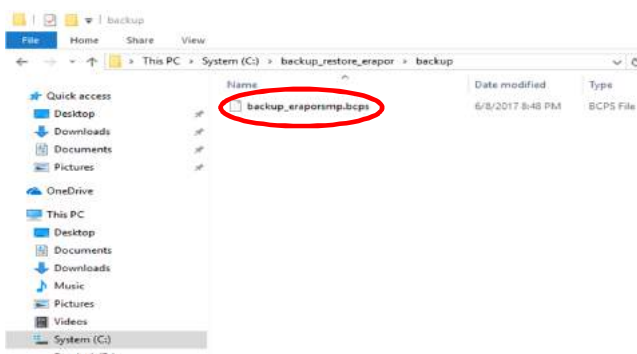 backup
File Home Share View
This PC > System (C:) > backup_restore_erapor > backup
Name Date modified Type
backup_eraporsmp.bcps 6/8/2017 8:48 PM BCPS File
Quick access
Desktop
Downloads
Documents
Pictures
OneDrive
This PC
Desktop
Documents
Downloads
Music
Pictures
Videos
System (C:)